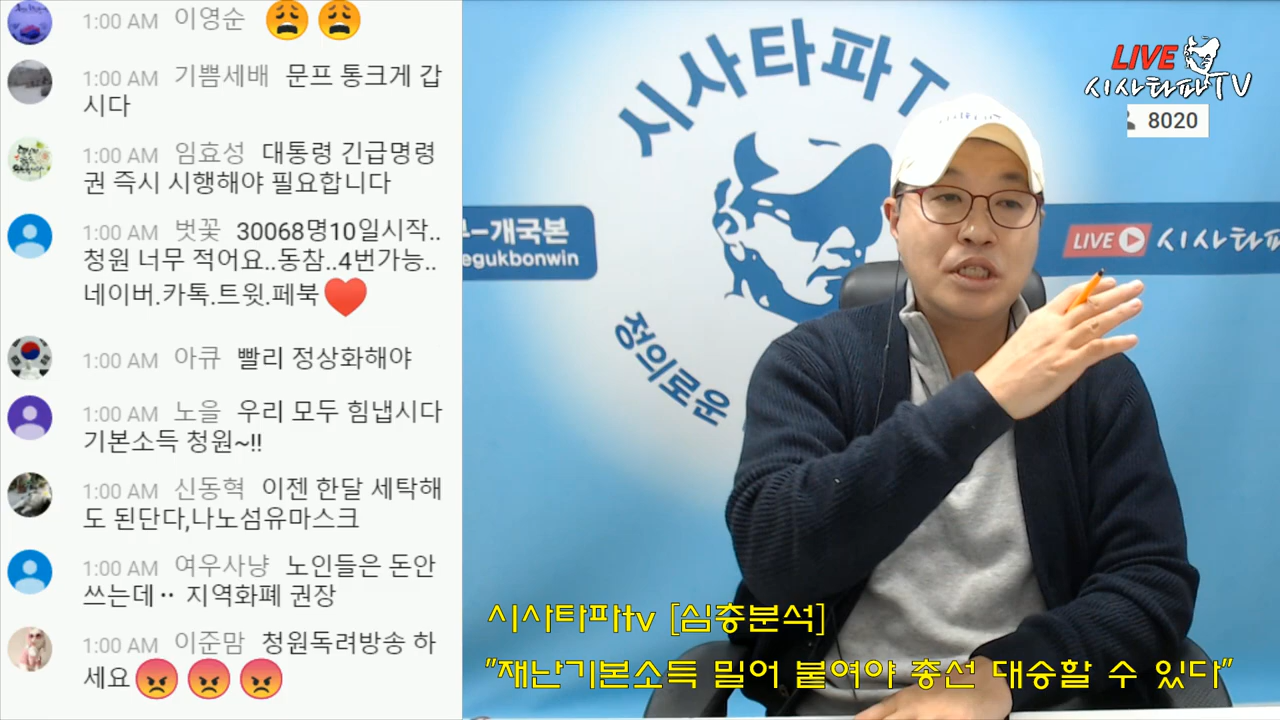 1:00 AM 이영순 😩😩
1:00 AM 기쁨세배 문프 통크게 갑
시다
1:00 AM 임효성 대통령 긴급명령
권 즉시 시행해야 필요합니다
1:00 AM 벗꽃 30068명10일시작..
청원 너무 적어요..동참..4번가능..
네이버.카톡.트윗.페북❤️
1:00 AM 아큐 빨리 정상화해야
1:00 AM 노을 우리 모두 힘냅시다
기본소득 청원~!!
1:00 AM 신동혁 이젠 한달 세탁해
도 된단다,나노섬유마스크
1:00 AM 여우사냥 노인들은 돈안
쓰는데‥ 지역화폐 권장
1:00 AM 이준맘 청원독려방송 하
세요😡😡😡
시사타파T
정의로운
-개국본
egukbonwin
LIVE 시사타파
LIVE
시사타파TV
8020
시사타파tv [심층분석]
"재난기본소득 밀어 붙여야 총선 대승할 수 있다"